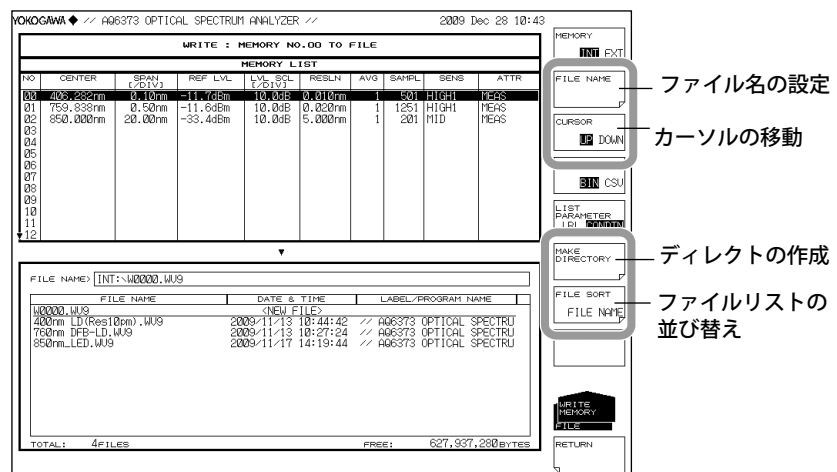 YOKOGAWA ◆ // AQ6373 OPTICAL SPECTRUM ANALYZER // 2009 Dec 28 10:43
WRITE : MEMORY NO.00 TO FILE
MEMORY LIST
NO CENTER SPAN [/DIV] REF LVL LVL SCL [/DIV] RESLN AVG SAMPL SENS ATTR
00 406.282nm 0.10nm -11.7dBm 10.0dB 0.010nm 1 501 HIGH1 MEAS
01 759.838nm 0.50nm -11.6dBm 10.0dB 0.020nm 1 1251 HIGH1 MEAS
02 850.000nm 20.00nm -33.4dBm 10.0dB 5.000nm 1 201 MID MEAS
03
04
05
06
07
08
09
10
11
▼12
▼
FILE NAME> INT:\W0000.WU9
FILE NAME DATE & TIME LABEL/PROGRAM NAME
W0000.WU9 <NEW FILE>
400nm LD(Res10pm).WU9 2009/11/13 10:44:42 // AQ6373 OPTICAL SPECTRU
760nm DFB-LD.WU9 2009/11/13 10:27:24 // AQ6373 OPTICAL SPECTRU
850nm_LED.WU9 2009/11/17 14:19:44 // AQ6373 OPTICAL SPECTRU
TOTAL: 4FILES FREE: 627,937,280BYTES
MEMORY
INT EXT
FILE NAME
ファイル名の設定
CURSOR
UP DOWN
カーソルの移動
BIN CSU
LIST
PARAMETER
LBL CONDTN
MAKE
DIRECTORY
ディレクトの作成
FILE SORT
FILE NAME
ファイルリストの
並び替え
WRITE
MEMORY
FILE
RETURN